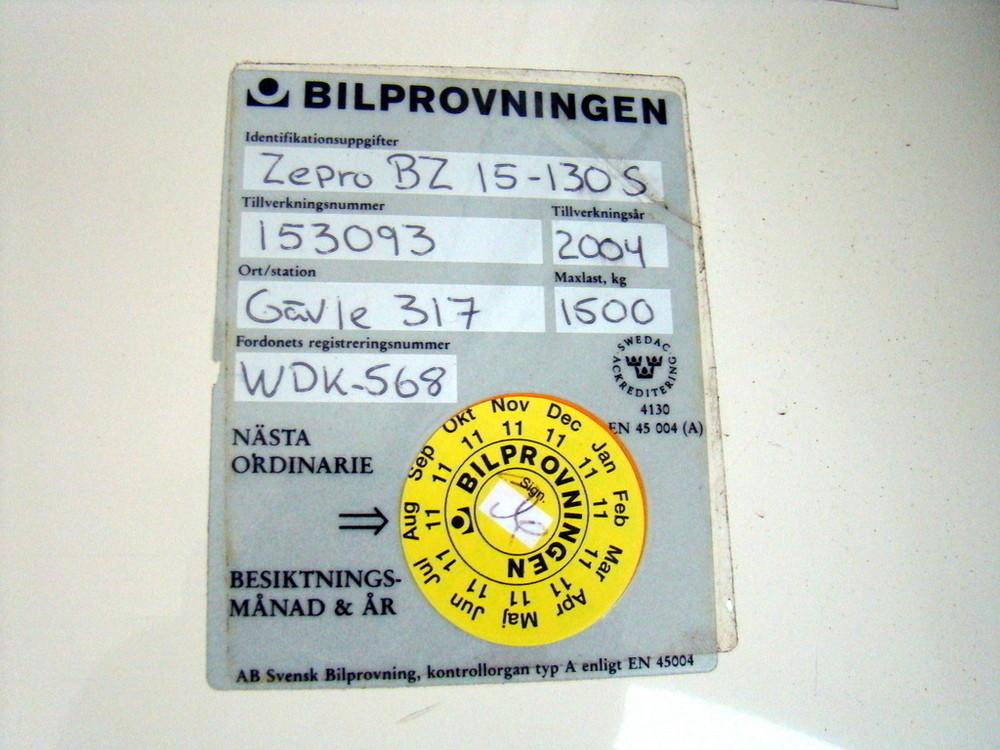 BILPROVNINGEN
Identifikationsuppgifter
Zepro BZ 15-130 S
Tillverkningsnummer
Tillverkningsår
153093
2004
Ort/station
Maxlast, kg
Gävle 317
1500
Fordonets registreringsnummer
WDK-568
SWEDAC
ACKREDITERING
4130
EN 45 004 (A)
NÄSTA
ORDINARIE
⇒
BESIKTNINGS-
MÅNAD & ÅR
Jan Feb Mar Apr Maj Jun Jul Aug Sep Okt Nov Dec
11 11 11 11 11 11 11 11 11 11 11 11
BILPROVNINGEN
Sign.
AB Svensk Bilprovning, kontrollorgan typ A enligt EN 45004